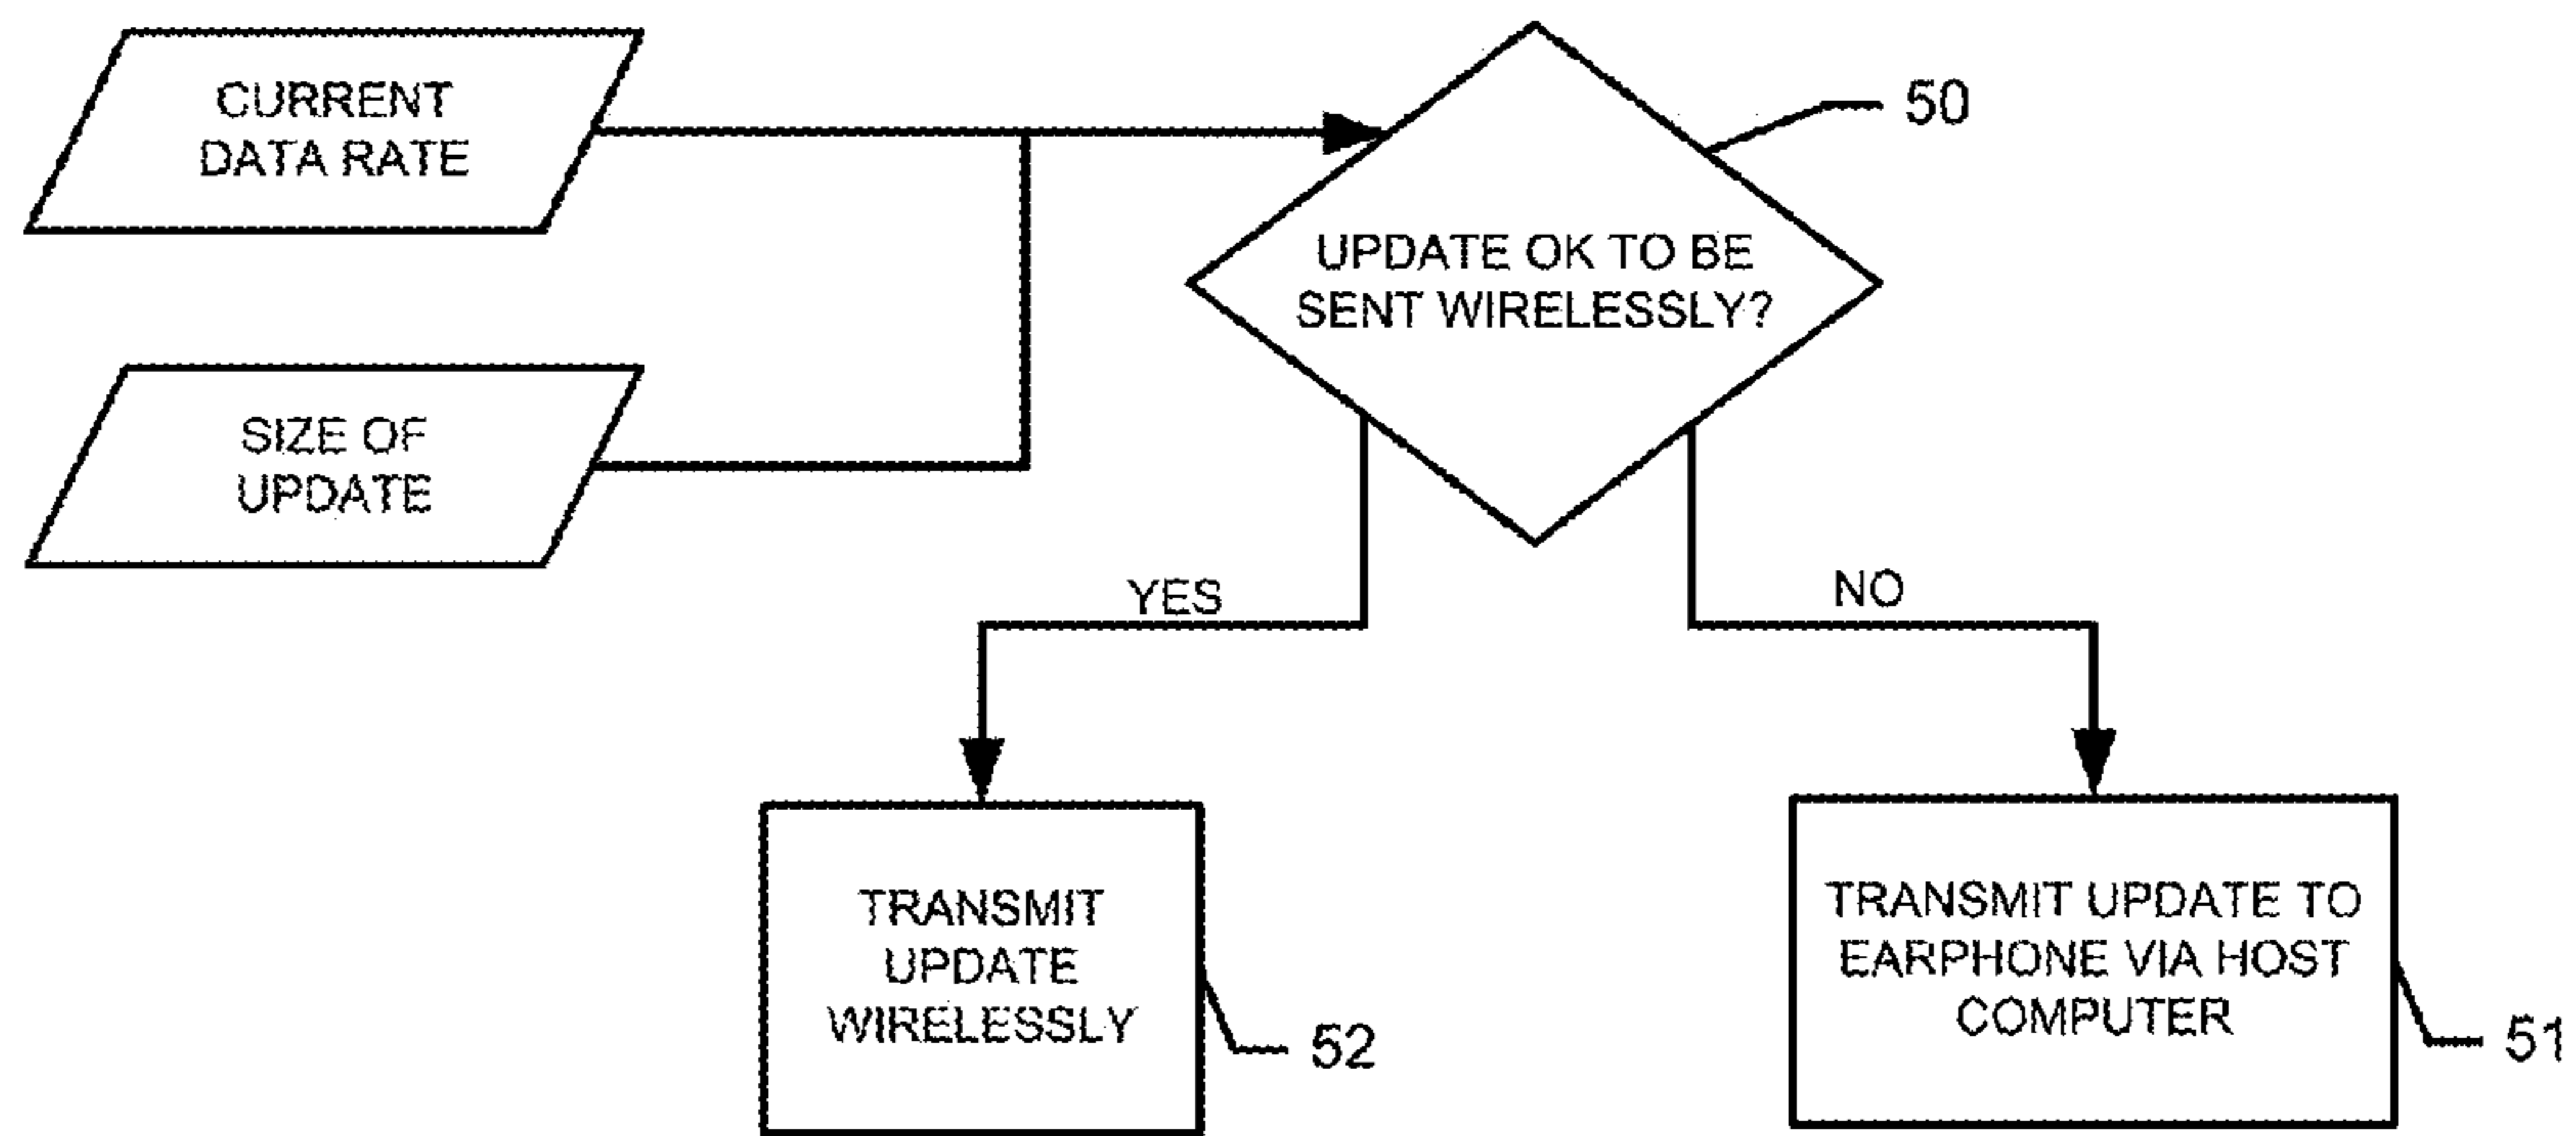 CURRENT
DATA RATE
50
UPDATE OK TO BE
SENT WIRELESSLY?
SIZE OF
UPDATE
YES
NO
TRANSMIT
UPDATE
WIRELESSLY
52
TRANSMIT UPDATE TO
EARPHONE VIA HOST
COMPUTER
51